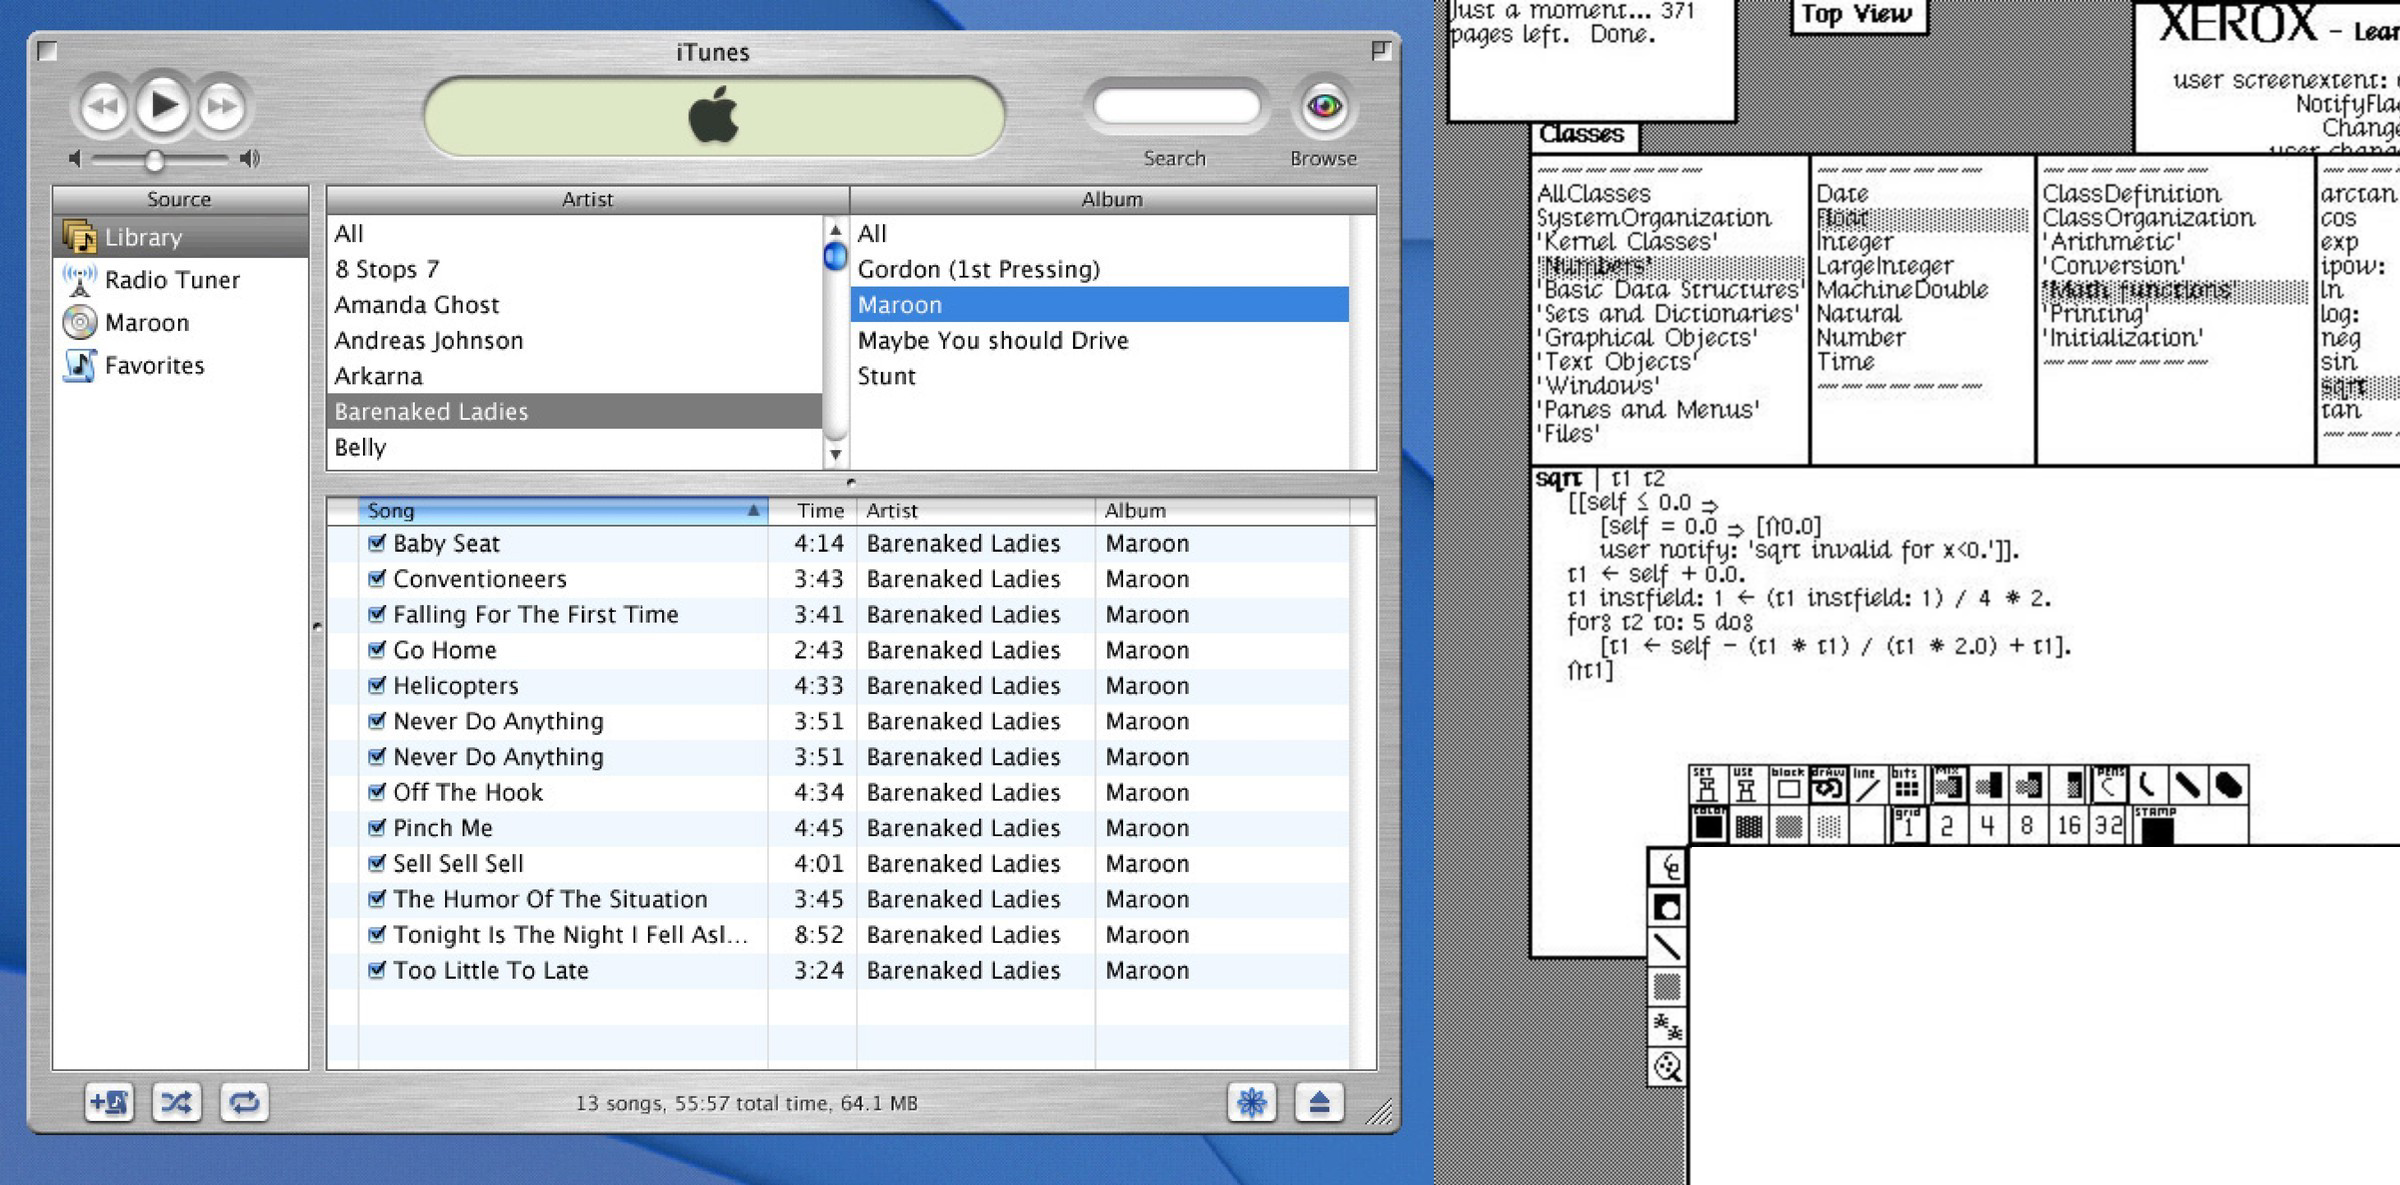 iTunes
Search
Browse
Source
Library
Radio Tuner
Maroon
Favorites
Artist
Album
All
8 Stops 7
Amanda Ghost
Andreas Johnson
Arkarna
Barenaked Ladies
Belly
All
Gordon (1st Pressing)
Maroon
Maybe You should Drive
Stunt
Song Time Artist Album
Baby Seat 4:14 Barenaked Ladies Maroon
Conventioneers 3:43 Barenaked Ladies Maroon
Falling For The First Time 3:41 Barenaked Ladies Maroon
Go Home 2:43 Barenaked Ladies Maroon
Helicopters 4:33 Barenaked Ladies Maroon
Never Do Anything 3:51 Barenaked Ladies Maroon
Never Do Anything 3:51 Barenaked Ladies Maroon
Off The Hook 4:34 Barenaked Ladies Maroon
Pinch Me 4:45 Barenaked Ladies Maroon
Sell Sell Sell 4:01 Barenaked Ladies Maroon
The Humor Of The Situation 3:45 Barenaked Ladies Maroon
Tonight Is The Night I Fell Asl... 8:52 Barenaked Ladies Maroon
Too Little To Late 3:24 Barenaked Ladies Maroon
13 songs, 55:57 total time, 64.1 MB
Just a moment... 371
pages left. Done.
Top View
XEROX - Lear
user screenextent:
NotifyFla
Change
user change
Classes
AllClasses
SystemOrganization
'Kernel Classes'
'Numbers'
'Basic Data Structures'
'Sets and Dictionaries'
'Graphical Objects'
'Text Objects'
'Windows'
'Panes and Menus'
'Files'
Date
Float
Integer
LargeInteger
MachineDouble
Natural
Number
Time
ClassDefinition
ClassOrganization
'Arithmetic'
'Conversion'
'Math functions'
'Printing'
'Initialization'
arctan
cos
exp
ipow:
ln
log:
neg
sin
sqrt
tan
sqrt | t1 t2
[[self ≤ 0.0 ⇒
[self = 0.0 ⇒ [⇑0.0]
user notify: 'sqrt invalid for x<0.']].
t1 ← self + 0.0.
t1 instfield: 1 ← (t1 instfield: 1) / 4 * 2.
for⦂ t2 to: 5 do⦂
[t1 ← self - (t1 * t1) / (t1 * 2.0) + t1].
⇑t1]
SET USE block draw line bits MIX PENS
COLOR grid 1 2 4 8 16 32 STAMP